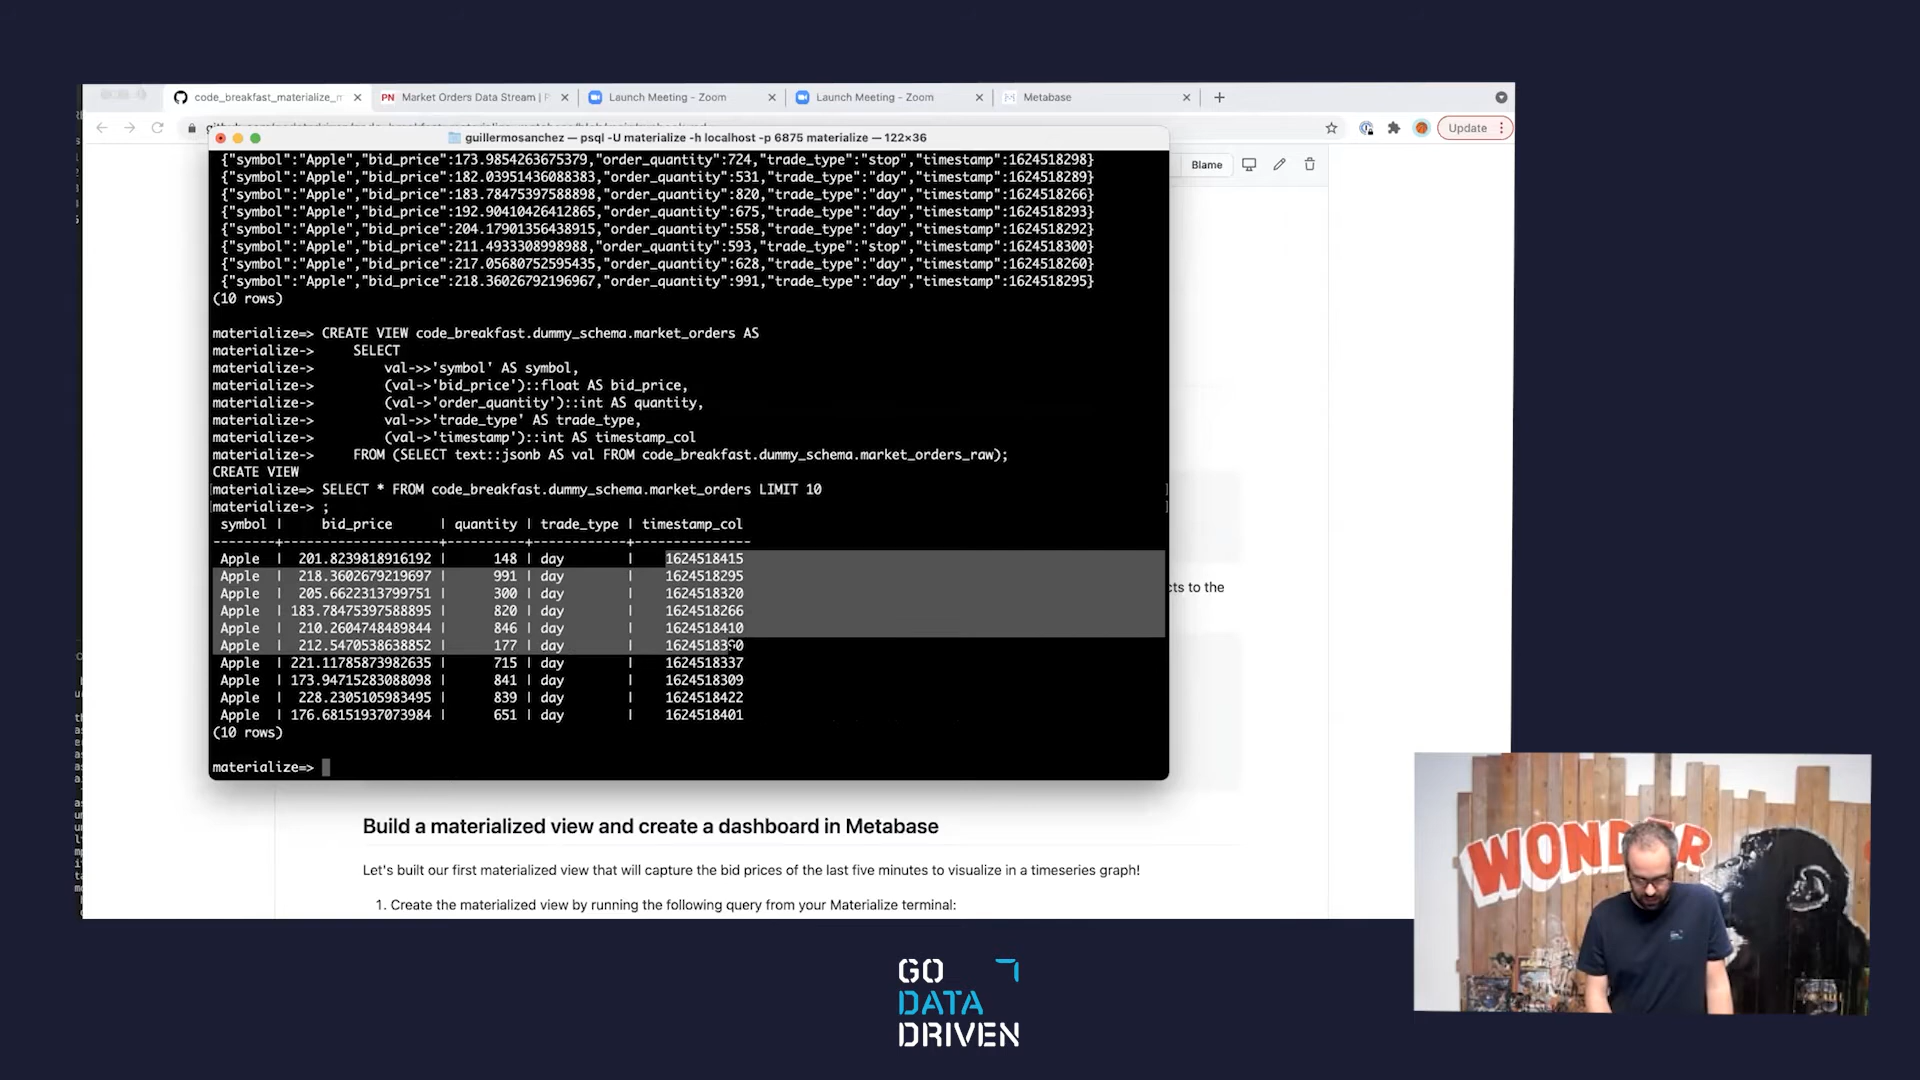 code_breakfast_materialize_m
PN Market Orders Data Stream | P
Launch Meeting - Zoom
Launch Meeting - Zoom
Metabase
Update
guillermosanchez — psql -U materialize -h localhost -p 6875 materialize — 122×36
Blame
{"symbol":"Apple","bid_price":173.9854263675379,"order_quantity":724,"trade_type":"stop","timestamp":1624518298}
{"symbol":"Apple","bid_price":182.03951436088383,"order_quantity":531,"trade_type":"day","timestamp":1624518289}
{"symbol":"Apple","bid_price":183.78475397588898,"order_quantity":820,"trade_type":"day","timestamp":1624518266}
{"symbol":"Apple","bid_price":192.90410426412865,"order_quantity":675,"trade_type":"day","timestamp":1624518293}
{"symbol":"Apple","bid_price":204.17901356438915,"order_quantity":558,"trade_type":"day","timestamp":1624518292}
{"symbol":"Apple","bid_price":211.4933308998988,"order_quantity":593,"trade_type":"stop","timestamp":1624518300}
{"symbol":"Apple","bid_price":217.05680752595435,"order_quantity":628,"trade_type":"day","timestamp":1624518260}
{"symbol":"Apple","bid_price":218.36026792196967,"order_quantity":991,"trade_type":"day","timestamp":1624518295}
(10 rows)
materialize=> CREATE VIEW code_breakfast.dummy_schema.market_orders AS
materialize-> SELECT
materialize-> val->>'symbol' AS symbol,
materialize-> (val->'bid_price')::float AS bid_price,
materialize-> (val->'order_quantity')::int AS quantity,
materialize-> val->>'trade_type' AS trade_type,
materialize-> (val->'timestamp')::int AS timestamp_col
materialize-> FROM (SELECT text::jsonb AS val FROM code_breakfast.dummy_schema.market_orders_raw);
CREATE VIEW
materialize=> SELECT * FROM code_breakfast.dummy_schema.market_orders LIMIT 10
materialize-> ;
symbol | bid_price | quantity | trade_type | timestamp_col
--------+--------------------+----------+------------+---------------
Apple | 201.8239818916192 | 148 | day | 1624518415
Apple | 218.3602679219697 | 991 | day | 1624518295
Apple | 205.6622313799751 | 300 | day | 1624518320
Apple | 183.78475397588895 | 820 | day | 1624518266
Apple | 210.2604748489844 | 846 | day | 1624518410
Apple | 212.5470538638852 | 177 | day |
Apple | 221.11785873982635 | 715 | day | 1624518337
Apple | 173.94715283088098 | 841 | day | 1624518309
Apple | 228.2305105983495 | 839 | day | 1624518422
Apple | 176.68151937073984 | 651 | day | 1624518401
(10 rows)
materialize=>
cts to the
Build a materialized view and create a dashboard in Metabase
Let's built our first materialized view that will capture the bid prices of the last five minutes to visualize in a timeseries graph!
1. Create the materialized view by running the following query from your Materialize terminal:
WONDER
GO
DATA
DRIVEN